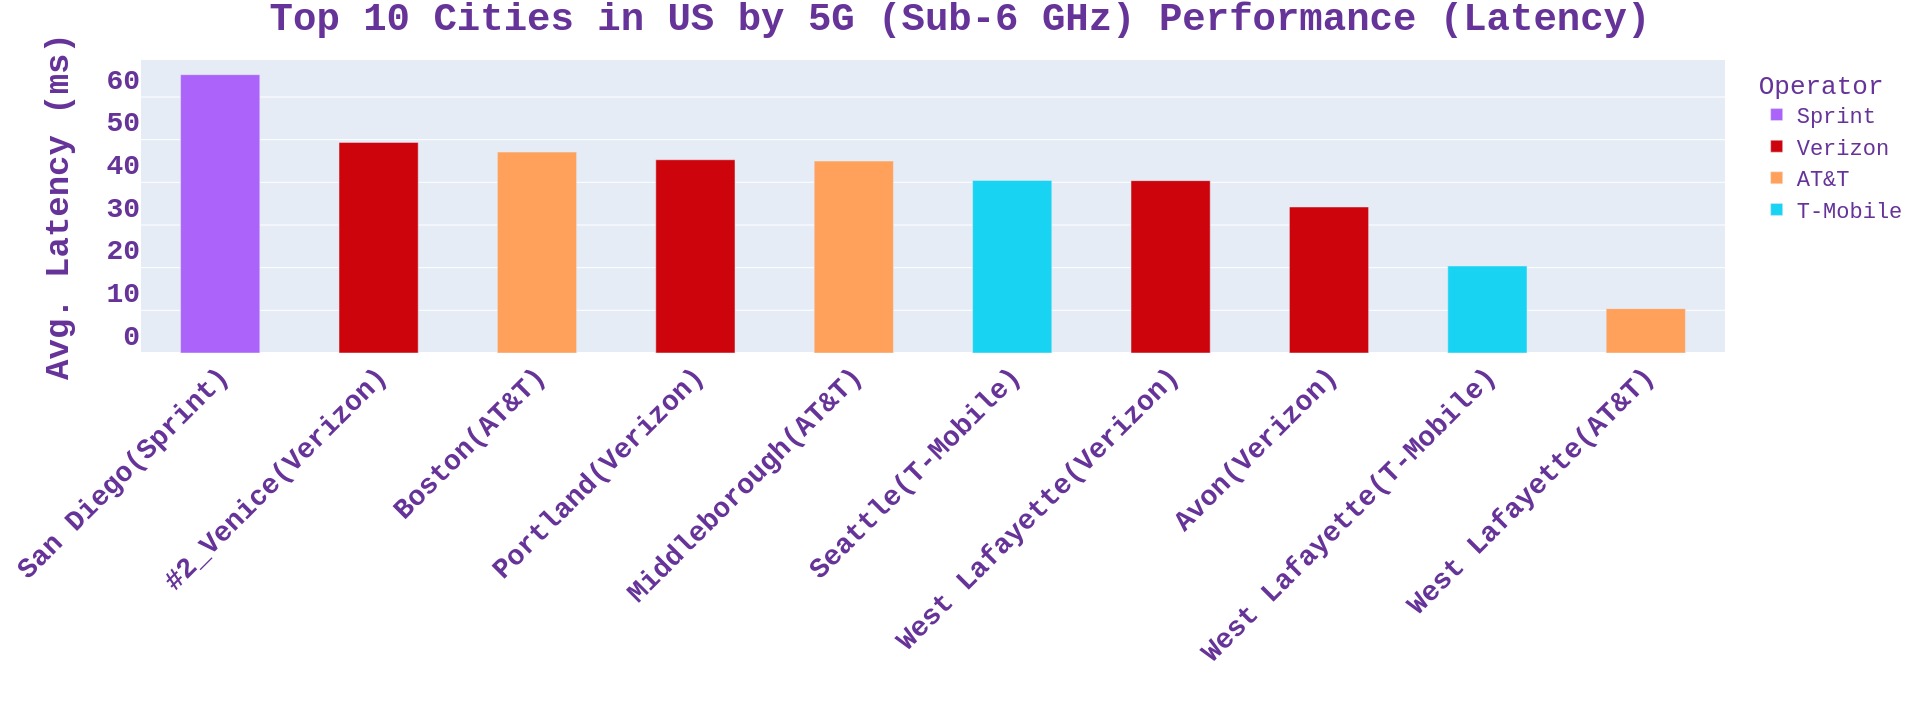 Top 10 Cities in US by 5G (Sub-6 GHz) Performance (Latency)
Avg. Latency (ms)
60
50
40
30
20
10
0
San Diego(Sprint)
#2_Venice(Verizon)
Boston(AT&T)
Portland(Verizon)
Middleborough(AT&T)
Seattle(T-Mobile)
West Lafayette(Verizon)
Avon(Verizon)
West Lafayette(T-Mobile)
West Lafayette(AT&T)
Operator
Sprint
Verizon
AT&T
T-Mobile